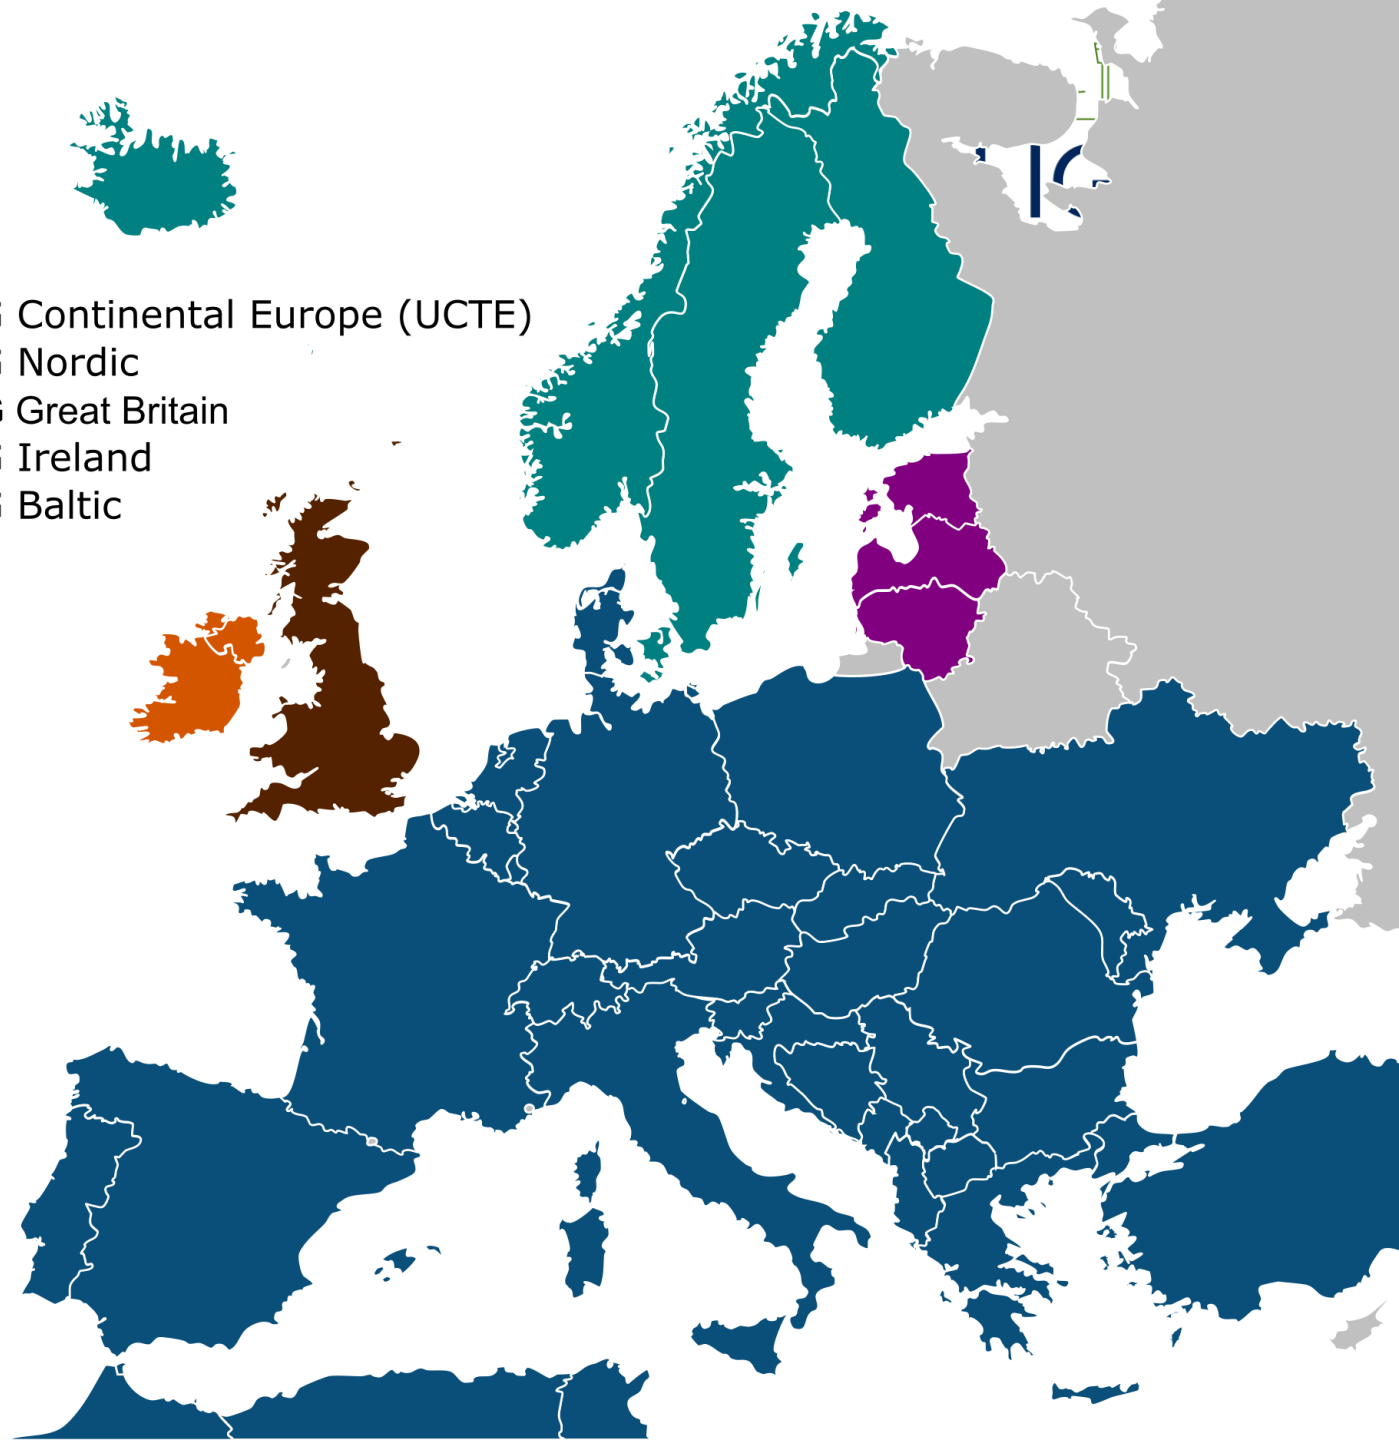 Continental Europe (UCTE)
Nordic
Great Britain
Ireland
Baltic